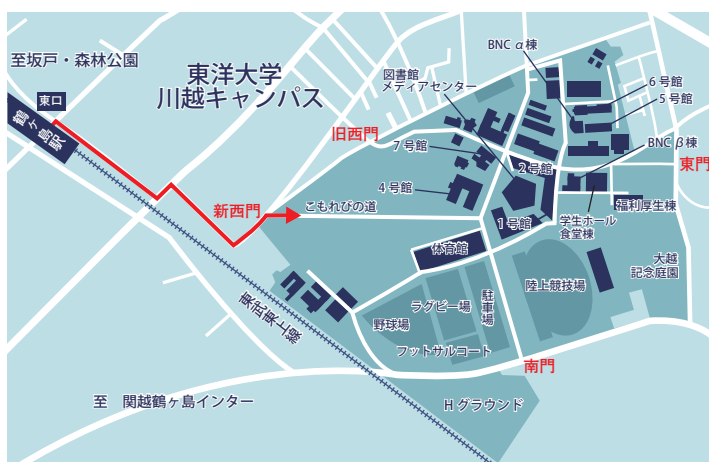 至坂戸・森林公園
東洋大学
川越キャンパス
東口
鶴ヶ島駅
BNC α棟
図書館
メディアセンター
6号館
5号館
旧西門
7号館
BNC β棟
東門
2号館
4号館
新西門
こもれびの道
1号館
福利厚生棟
学生ホール
食堂棟
体育館
大越
記念庭園
陸上競技場
駐車場
ラグビー場
野球場
東武東上線
フットサルコート
南門
至 関越鶴ヶ島インター
Hグラウンド